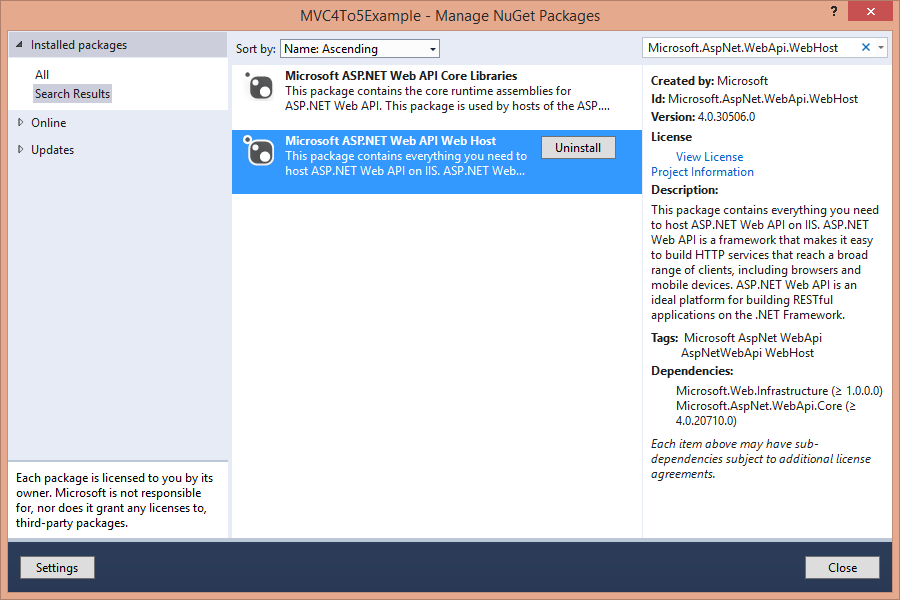 MVC4To5Example - Manage NuGet Packages
?
Installed packages
All
Search Results
Online
Updates
Each package is licensed to you by its
owner. Microsoft is not responsible
for, nor does it grant any licenses to,
third-party packages.
Sort by: Name: Ascending
Microsoft ASP.NET Web API Core Libraries
This package contains the core runtime assemblies for
ASP.NET Web API. This package is used by hosts of the ASP....
Microsoft ASP.NET Web API Web Host
This package contains everything you need to
host ASP.NET Web API on IIS. ASP.NET Web...
Uninstall
Microsoft.AspNet.WebApi.WebHost
Created by: Microsoft
Id: Microsoft.AspNet.WebApi.WebHost
Version: 4.0.30506.0
License
View License
Project Information
Description:
This package contains everything you need
to host ASP.NET Web API on IIS. ASP.NET
Web API is a framework that makes it easy
to build HTTP services that reach a broad
range of clients, including browsers and
mobile devices. ASP.NET Web API is an
ideal platform for building RESTful
applications on the .NET Framework.
Tags: Microsoft AspNet WebApi
AspNetWebApi WebHost
Dependencies:
Microsoft.Web.Infrastructure (≥ 1.0.0.0)
Microsoft.AspNet.WebApi.Core (≥
4.0.20710.0)
Each item above may have sub-
dependencies subject to additional license
agreements.
Settings
Close